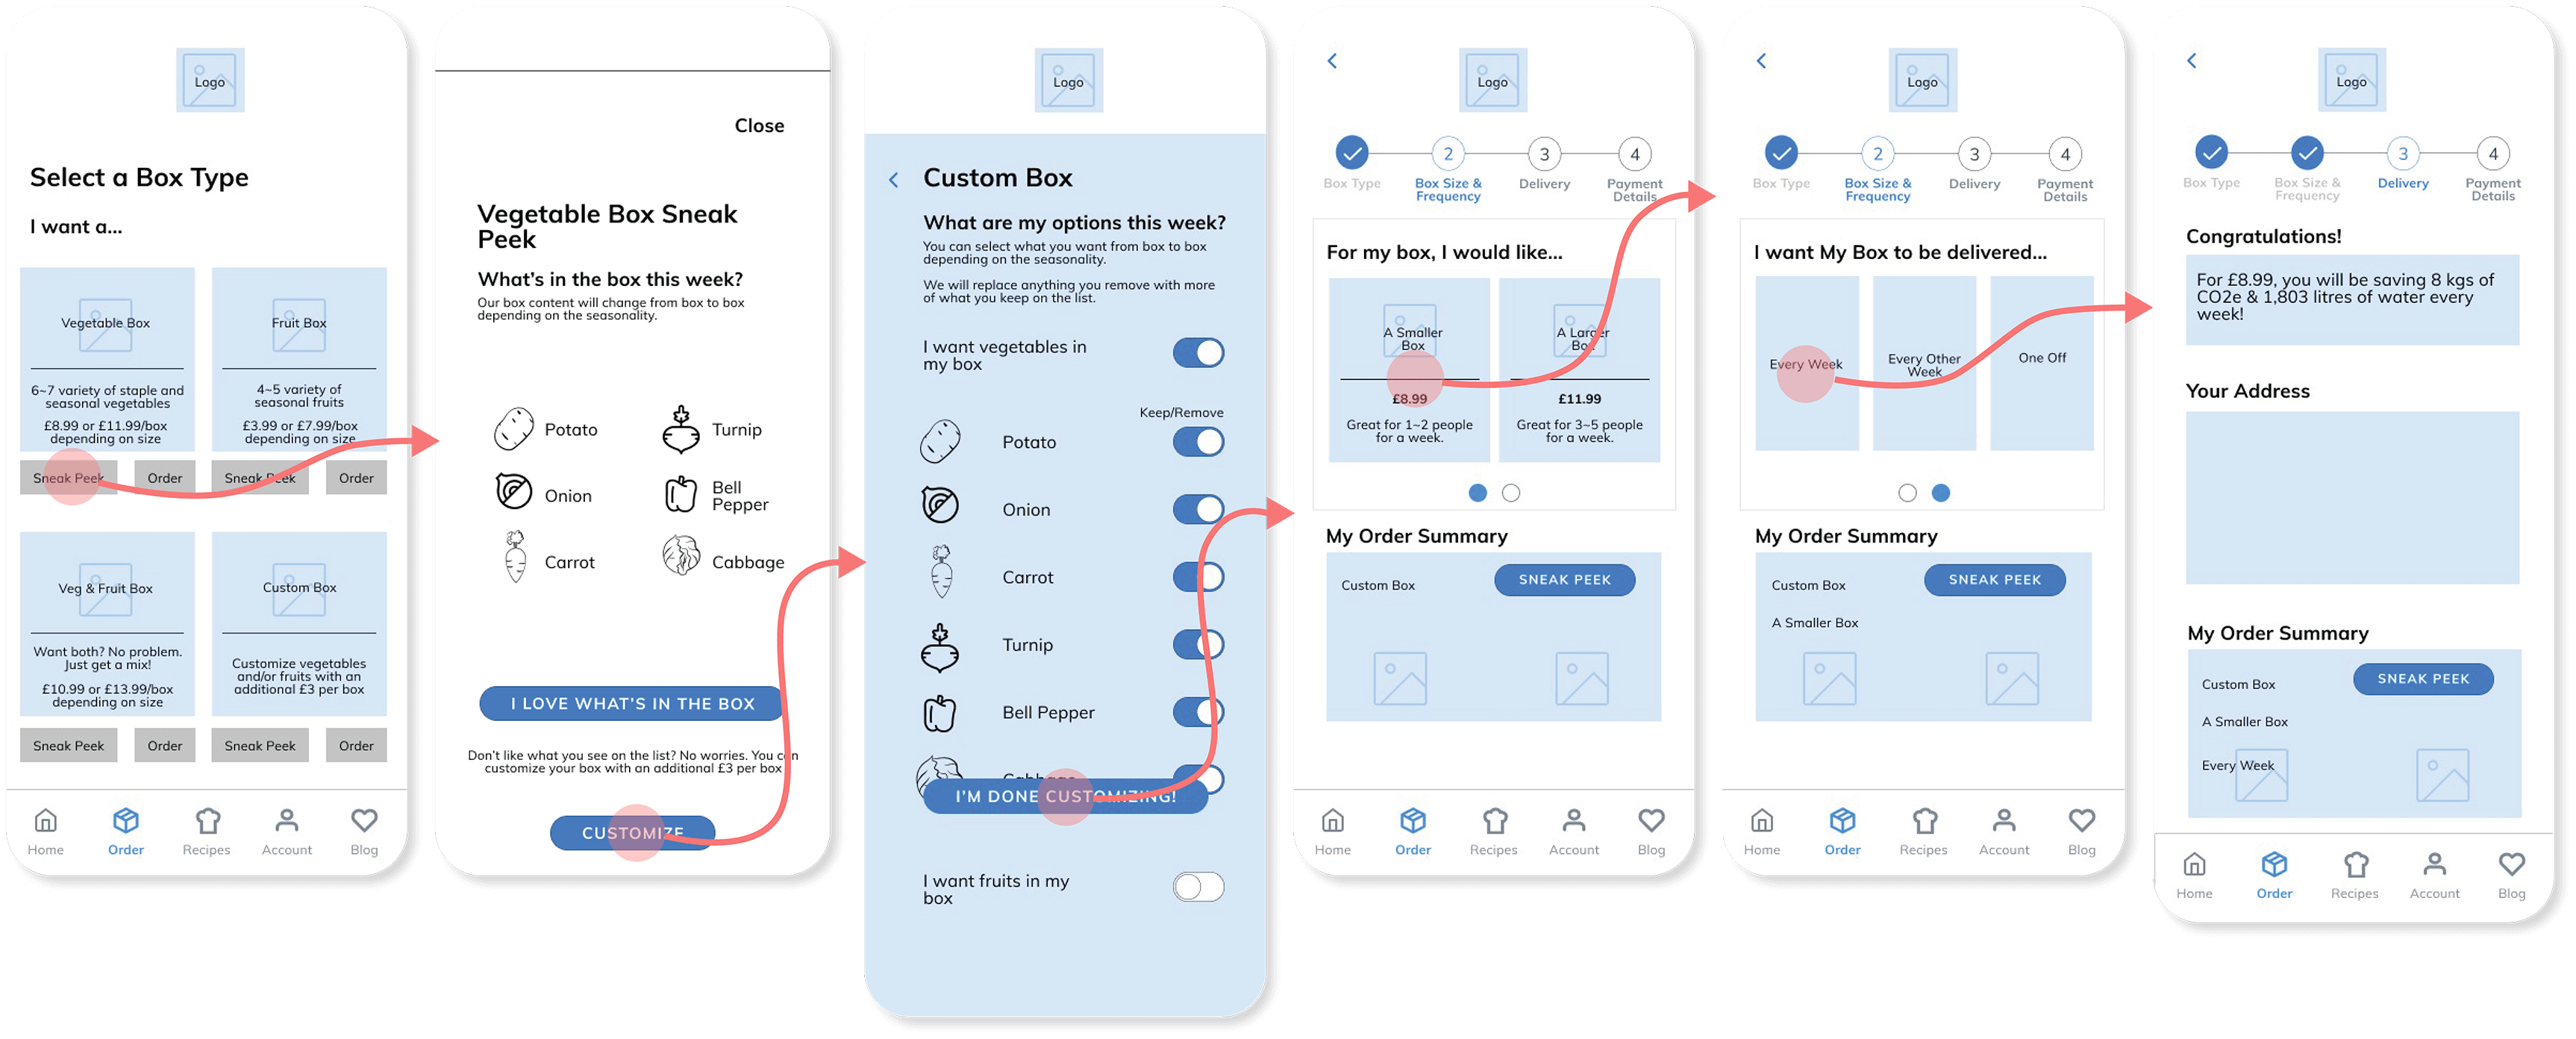 Logo
Select a Box Type
I want a...
Vegetable Box
6~7 variety of staple and
seasonal vegetables
£8.99 or £11.99/box
depending on size
Sneak Peek
Order
Fruit Box
4~5 variety of
seasonal fruits
£3.99 or £7.99/box
depending on size
Sneak Peek
Order
Veg & Fruit Box
Want both? No problem.
Just get a mix!
£10.99 or £13.99/box
depending on size
Sneak Peek
Order
Custom Box
Customize vegetables
and/or fruits with an
additional £3 per box
Sneak Peek
Order
Home
Order
Recipes
Account
Blog
Close
Vegetable Box Sneak
Peek
What's in the box this week?
Our box content will change from box to box
depending on the seasonality.
Potato
Turnip
Onion
Bell
Pepper
Carrot
Cabbage
I LOVE WHAT'S IN THE BOX
Don't like what you see on the list? No worries. You can
customize your box with an additional £3 per box
CUSTOMIZE
Logo
Custom Box
What are my options this week?
You can select what you want from box to box
depending on the seasonality.
We will replace anything you remove with more
of what you keep on the list.
I want vegetables in
my box
Keep/Remove
Potato
Onion
Carrot
Turnip
Bell Pepper
Cabbage
I'M DONE CUSTOMIZING!
I want fruits in my
box
Logo
2
3
4
Box Type
Box Size &
Frequency
Delivery
Payment
Details
For my box, I would like...
A Smaller
Box
£8.99
Great for 1~2 people
for a week.
A Larger
Box
£11.99
Great for 3~5 people
for a week.
My Order Summary
Custom Box
SNEAK PEEK
Home
Order
Recipes
Account
Blog
Logo
2
3
4
Box Type
Box Size &
Frequency
Delivery
Payment
Details
I want My Box to be delivered...
Every Week
Every Other
Week
One Off
My Order Summary
Custom Box
SNEAK PEEK
A Smaller Box
Home
Order
Recipes
Account
Blog
Logo
3
4
Box Type
Box Size &
Frequency
Delivery
Payment
Details
Congratulations!
For £8.99, you will be saving 8 kgs of
CO2e & 1,803 litres of water every
week!
Your Address
My Order Summary
Custom Box
SNEAK PEEK
A Smaller Box
Every Week
Home
Order
Recipes
Account
Blog